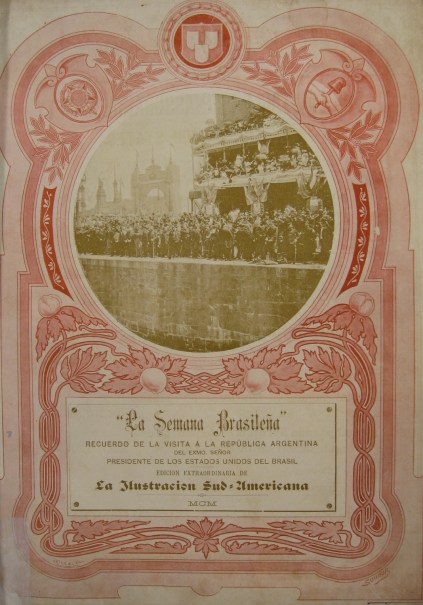 "La Semana Brasileña"
RECUERDO DE LA VISITA Á LA REPÚBLICA ARGENTINA
DEL EXMO. SEÑOR
PRESIDENTE DE LOS ESTADOS UNIDOS DEL BRASIL
EDICION EXTRAORDINARIA DE
La Ilustracion Sud-Americana
MCM